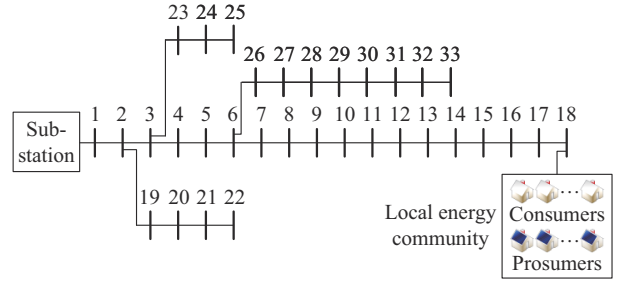 23 24 25
26 27 28 29 30 31 32 33
1 2 3 4 5 6 7 8 9 10 11 12 13 14 15 16 17 18
Sub-
station
19 20 21 22
Local energy
community
Consumers
Prosumers